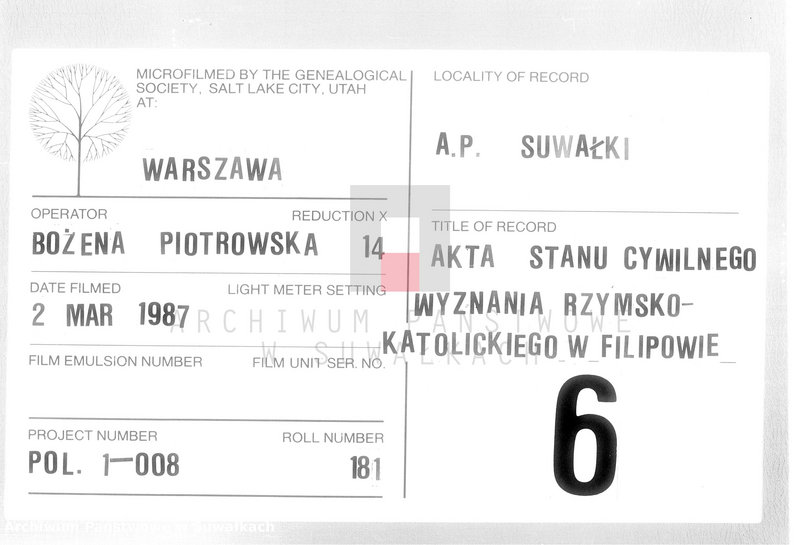 MICROFILMED BY THE GENEALOGICAL
SOCIETY, SALT LAKE CITY, UTAH
AT:
WARSZAWA
OPERATOR
REDUCTION X
BOŻENA PIOTROWSKA 14
DATE FILMED
LIGHT METER SETTING
2 MAR 1987
FILM EMULSION NUMBER
FILM UNIT SER. NO.
PROJECT NUMBER
ROLL NUMBER
POL. 1-008
181
LOCALITY OF RECORD
A.P. SUWAŁKI
TITLE OF RECORD
AKTA STANU CYWILNEGO
WYZNANIA RZYMSKO-
KATOLICKIEGO W FILIPOWIE
6
ARCHIWUM PAŃSTWOWE
W SUWAŁKACH
Archiwum Państwowe w Suwałkach